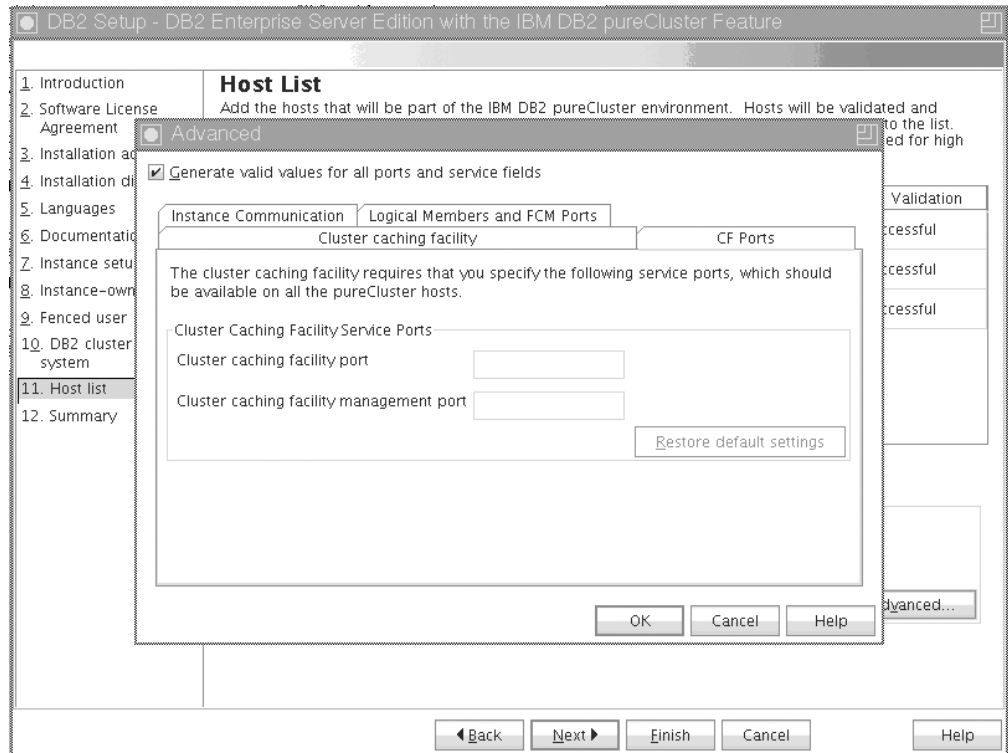 DB2 Setup - DB2 Enterprise Server Edition with the IBM DB2 pureCluster Feature
1. Introduction
2. Software License
Agreement
3. Installation ac
4. Installation di
5. Languages
6. Documentatio
7. Instance setu
8. Instance-own
9. Fenced user
10. DB2 cluster
system
11. Host list
12. Summary
Host List
Add the hosts that will be part of the IBM DB2 pureCluster environment. Hosts will be validated and
to the list.
ed for high
Validation
ccessful
ccessful
ccessful
dvanced...
Advanced
Generate valid values for all ports and service fields
Instance Communication
Logical Members and FCM Ports
Cluster caching facility
CF Ports
The cluster caching facility requires that you specify the following service ports, which should
be available on all the pureCluster hosts.
Cluster Caching Facility Service Ports
Cluster caching facility port
Cluster caching facility management port
Restore default settings
OK
Cancel
Help
Back
Next
Finish
Cancel
Help